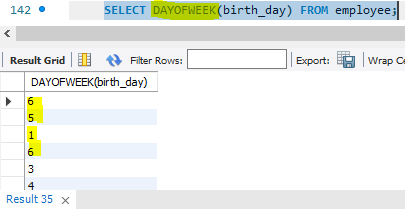 142 SELECT DAYOFWEEK(birth_day) FROM employee;
Result Grid Filter Rows: Export: Wrap Ce
DAYOFWEEK(birth_day)
6
5
1
6
3
4
Result 35